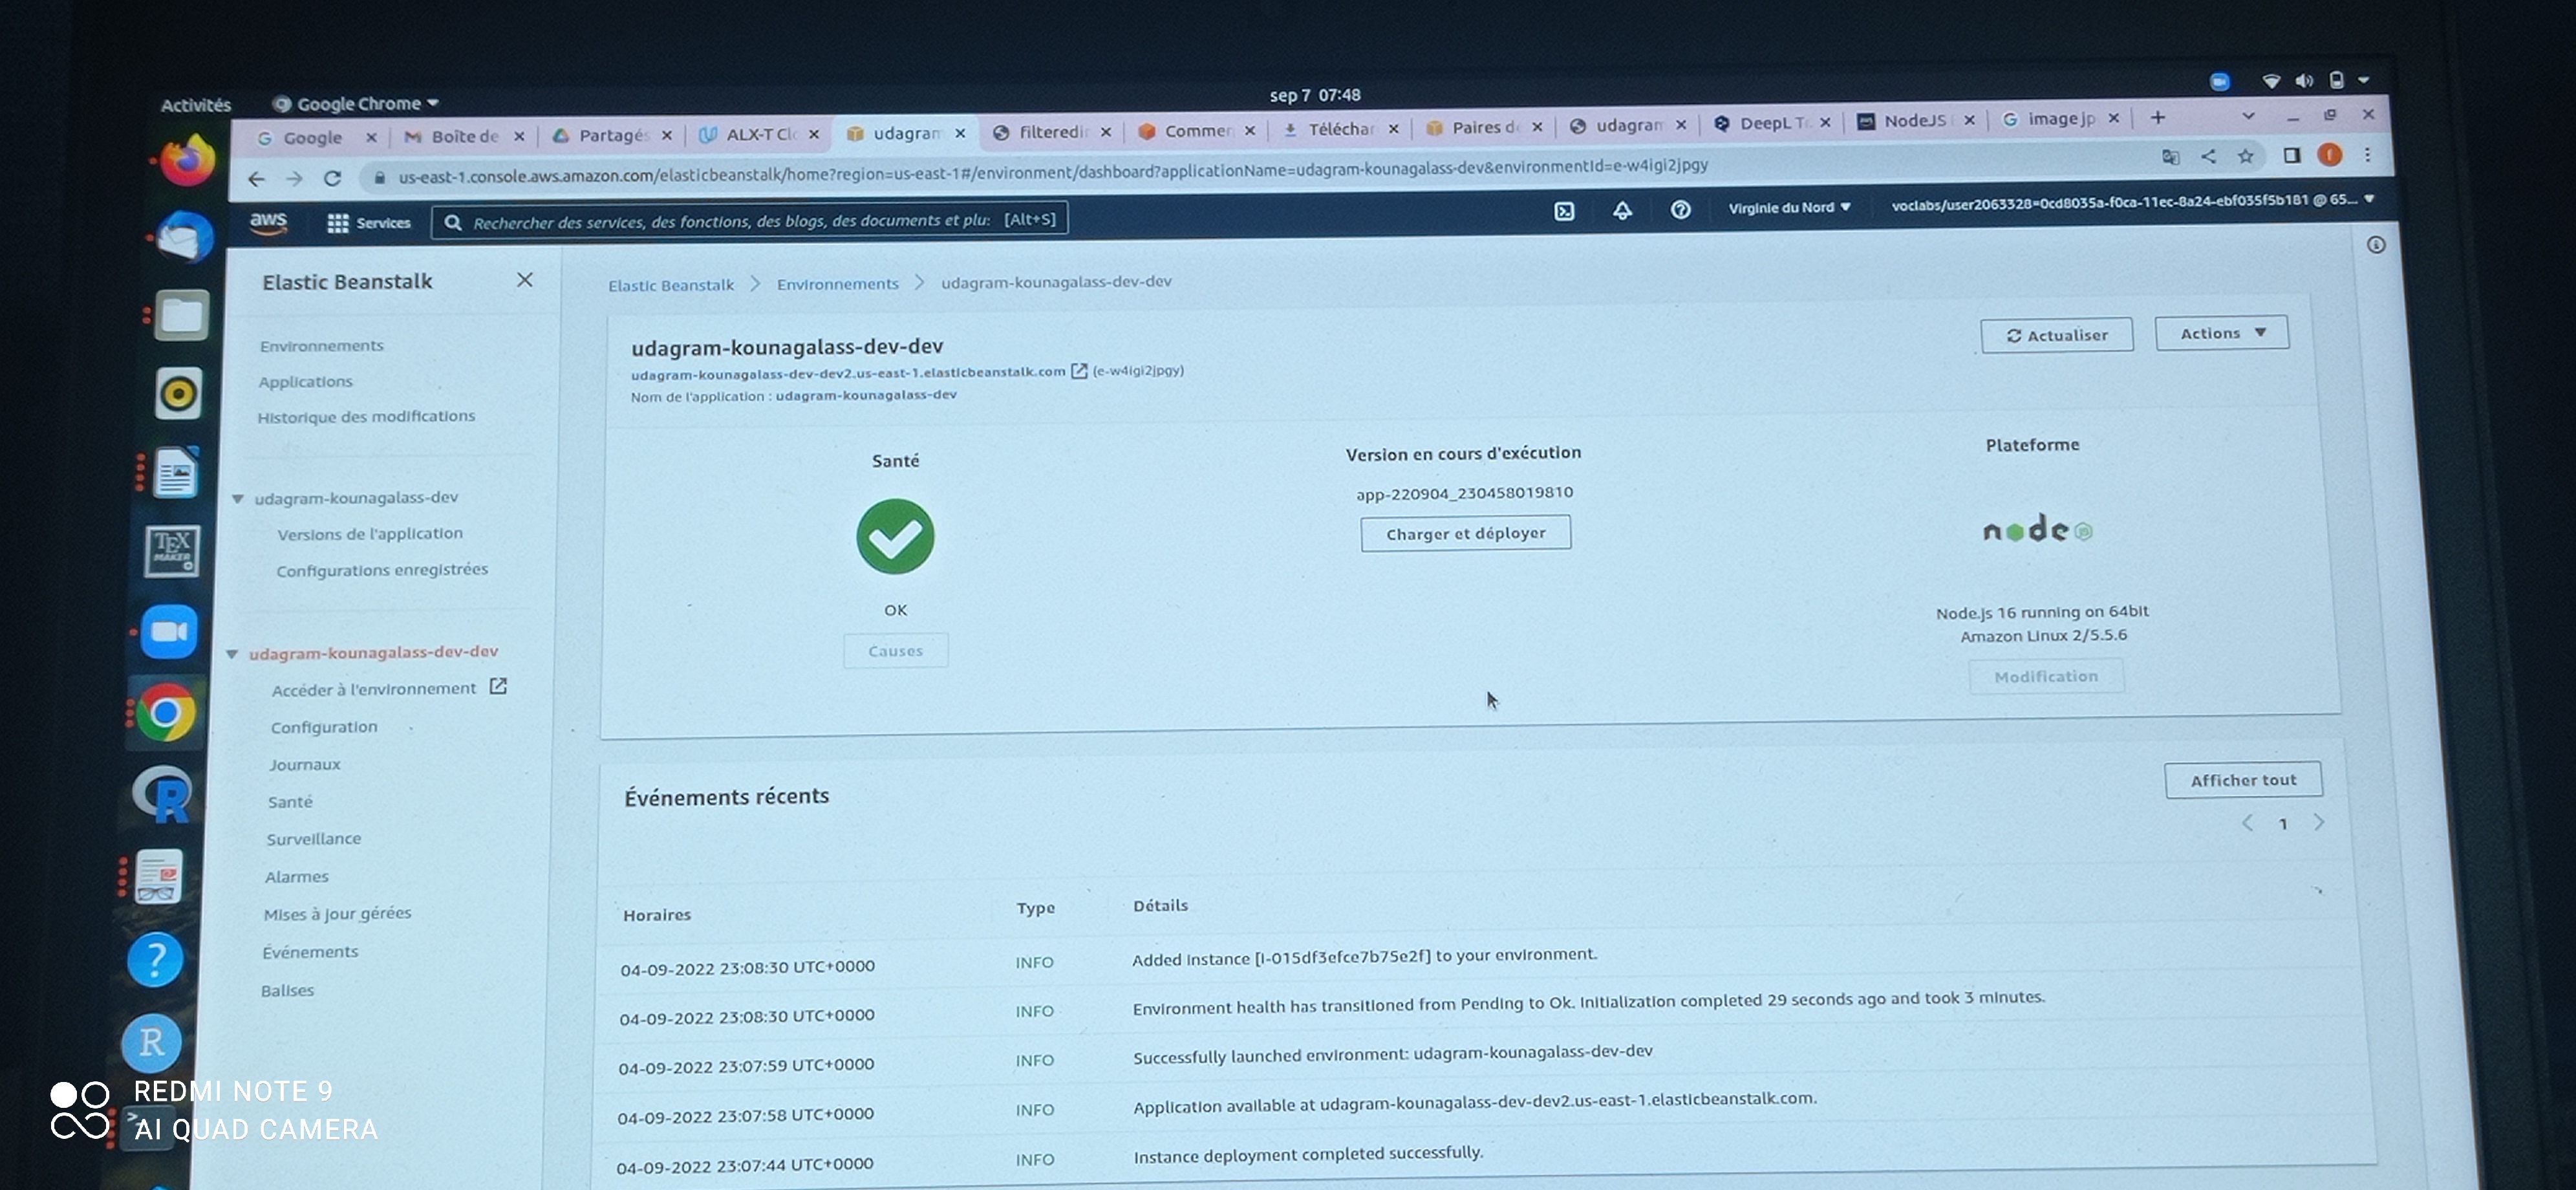 Activités
Google Chrome
sep 7 07:48
Google
Boîte de
Partagés
ALX-T Cl
udagram
filteredir
Commen
Téléchar
Paires d
udagram
DeepL T
NodeJS
image jp
us-east-1.console.aws.amazon.com/elasticbeanstalk/home?region=us-east-1#/environment/dashboard?applicationName=udagram-kounagalass-dev&environmentId=e-w4igi2jpgy
aws
Services
Rechercher des services, des fonctions, des blogs, des documents et plu: [Alt+S]
Virginie du Nord
voclabs/user2063328=0cd8035a-f0ca-11ec-8a24-ebf035f5b181 @ 65...
Elastic Beanstalk
Environnements
Applications
Historique des modifications
udagram-kounagalass-dev
Versions de l'application
Configurations enregistrées
udagram-kounagalass-dev-dev
Accéder à l'environnement
Configuration
Journaux
Santé
Surveillance
Alarmes
Mises à jour gérées
Événements
Balises
Elastic Beanstalk > Environnements > udagram-kounagalass-dev-dev
udagram-kounagalass-dev-dev
udagram-kounagalass-dev-dev2.us-east-1.elasticbeanstalk.com (e-w4igi2jpgy)
Nom de l'application : udagram-kounagalass-dev
Actualiser
Actions
Santé
OK
Causes
Version en cours d'exécution
app-220904_230458019810
Charger et déployer
Plateforme
node
JS
Node.js 16 running on 64bit
Amazon Linux 2/5.5.6
Modification
Événements récents
Afficher tout
1
Horaires Type Détails
04-09-2022 23:08:30 UTC+0000 INFO Added instance [i-015df3efce7b75e2f] to your environment.
04-09-2022 23:08:30 UTC+0000 INFO Environment health has transitioned from Pending to Ok. Initialization completed 29 seconds ago and took 3 minutes.
04-09-2022 23:07:59 UTC+0000 INFO Successfully launched environment: udagram-kounagalass-dev-dev
04-09-2022 23:07:58 UTC+0000 INFO Application available at udagram-kounagalass-dev-dev2.us-east-1.elasticbeanstalk.com.
04-09-2022 23:07:44 UTC+0000 INFO Instance deployment completed successfully.
TEX
MAKER
R
R
REDMI NOTE 9
AI QUAD CAMERA